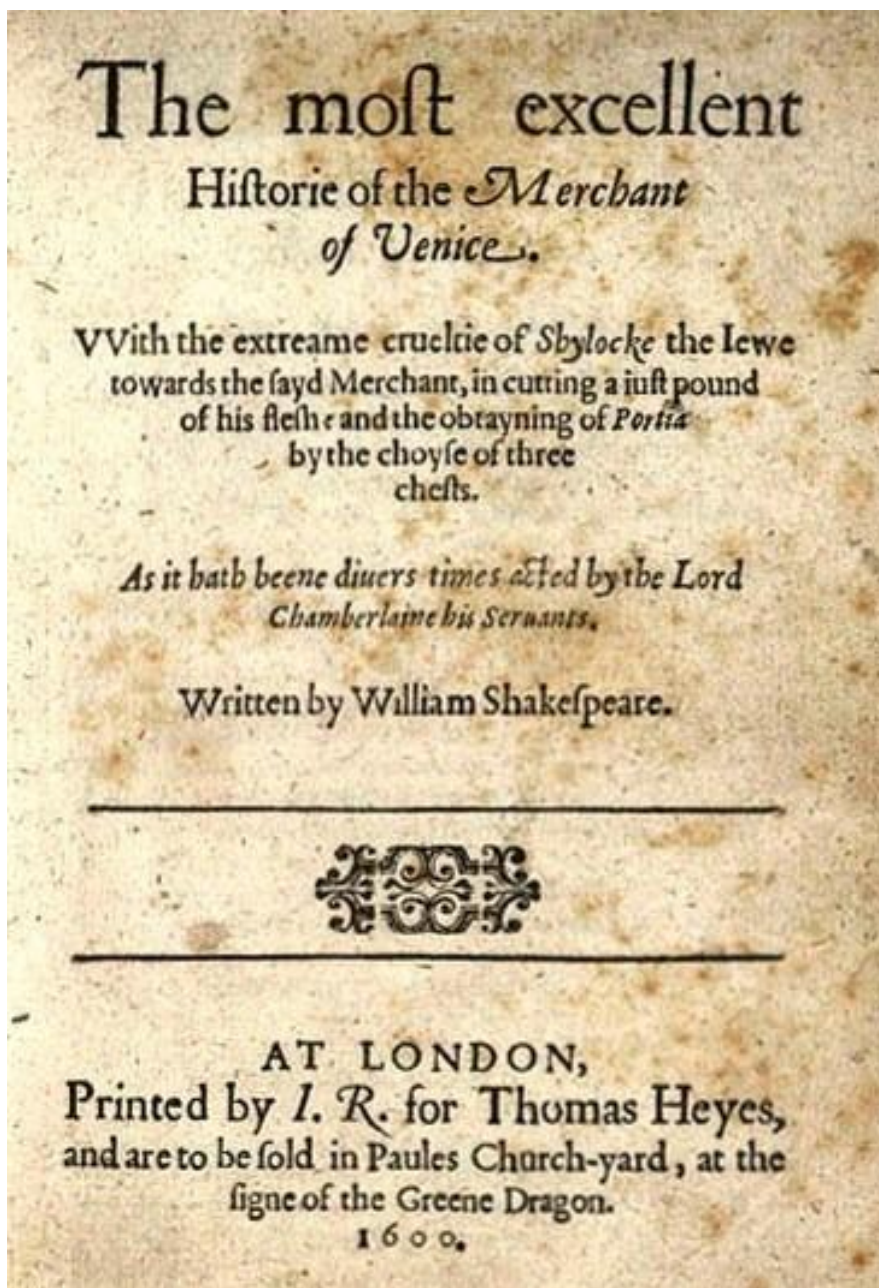 The moſt excellent
Hiſtorie of the Merchant
of Venice.
VVith the extreame crueltie of Shylocke the Iewe
towards the ſayd Merchant, in cutting a iuſt pound
of his fleſhe and the obtayning of Portia
by the choyſe of three
cheſts.
As it hath beene diuers times acted by the Lord
Chamberlaine his Seruants.
Written by William Shakeſpeare.
AT LONDON,
Printed by I. R. for Thomas Heyes,
and are to be ſold in Paules Church-yard, at the
ſigne of the Greene Dragon.
1600.